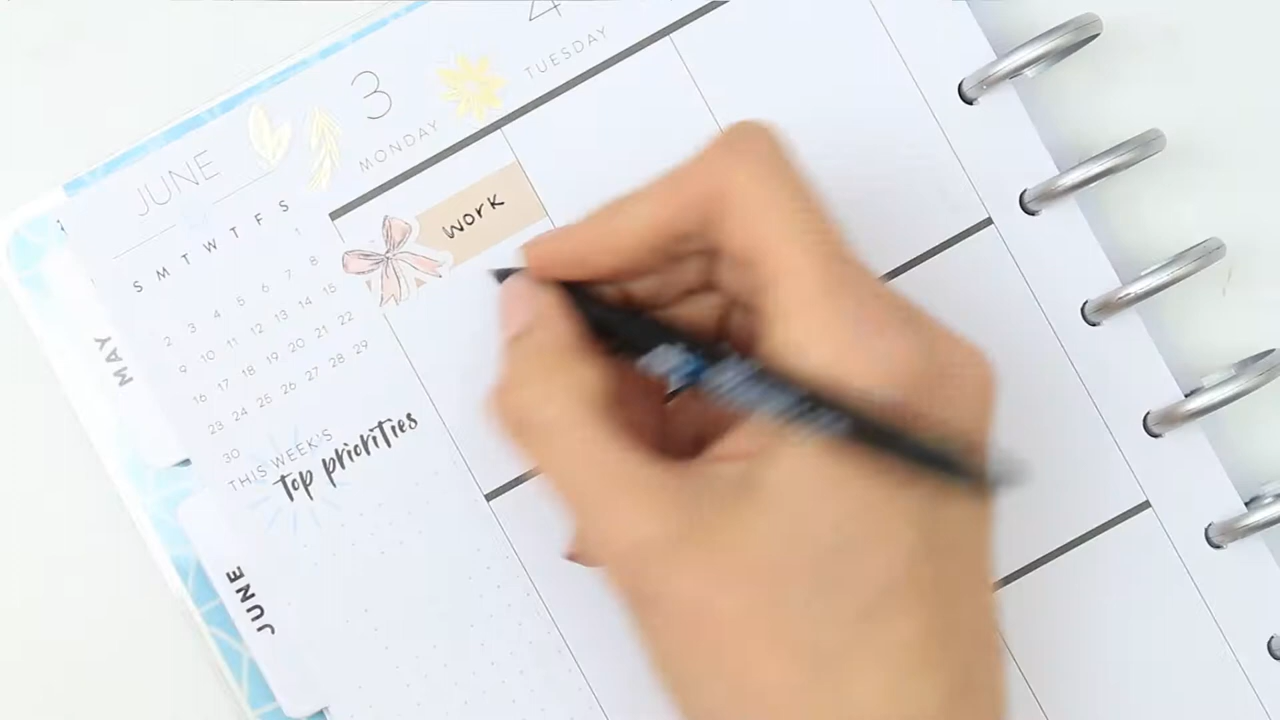 4
TUESDAY
3
MONDAY
JUNE
S M T W T F S
1
2 3 4 5 6 7 8
9 10 11 12 13 14 15
16 17 18 19 20 21 22
23 24 25 26 27 28 29
30
THIS WEEK'S
top priorities
work
MAY
JUNE